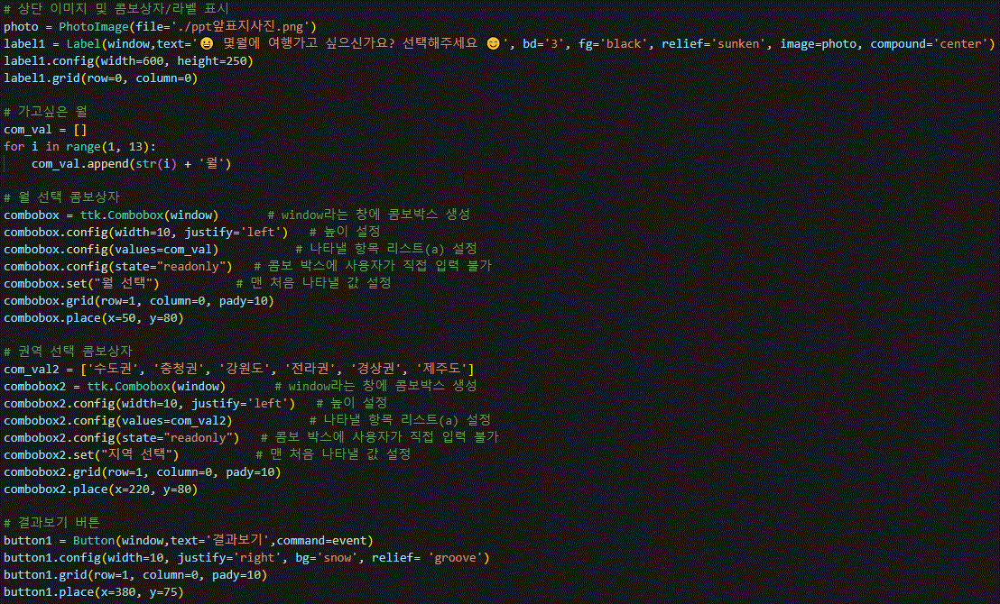 # 상단 이미지 및 콤보상자/라벨 표시
photo = PhotoImage(file='./ppt앞표지사진.png')
label1 = Label(window,text='😀 몇월에 여행가고 싶으신가요? 선택해주세요 😊', bd='3', fg='black', relief='sunken', image=photo, compound='center')
label1.config(width=600, height=250)
label1.grid(row=0, column=0)
# 가고싶은 월
com_val = []
for i in range(1, 13):
    com_val.append(str(i) + '월')
# 월 선택 콤보상자
combobox = ttk.Combobox(window)       # window라는 창에 콤보박스 생성
combobox.config(width=10, justify='left')   # 높이 설정
combobox.config(values=com_val)           # 나타낼 항목 리스트(a) 설정
combobox.config(state="readonly")   # 콤보 박스에 사용자가 직접 입력 불가
combobox.set("월 선택")           # 맨 처음 나타낼 값 설정
combobox.grid(row=1, column=0, pady=10)
combobox.place(x=50, y=80)
# 권역 선택 콤보상자
com_val2 = ['수도권', '충청권', '강원도', '전라권', '경상권', '제주도']
combobox2 = ttk.Combobox(window)       # window라는 창에 콤보박스 생성
combobox2.config(width=10, justify='left')   # 높이 설정
combobox2.config(values=com_val2)           # 나타낼 항목 리스트(a) 설정
combobox2.config(state="readonly")   # 콤보 박스에 사용자가 직접 입력 불가
combobox2.set("지역 선택")           # 맨 처음 나타낼 값 설정
combobox2.grid(row=1, column=0, pady=10)
combobox2.place(x=220, y=80)
# 결과보기 버튼
button1 = Button(window,text='결과보기',command=event)
button1.config(width=10, justify='right', bg='snow', relief= 'groove')
button1.grid(row=1, column=0, pady=10)
button1.place(x=380, y=75)